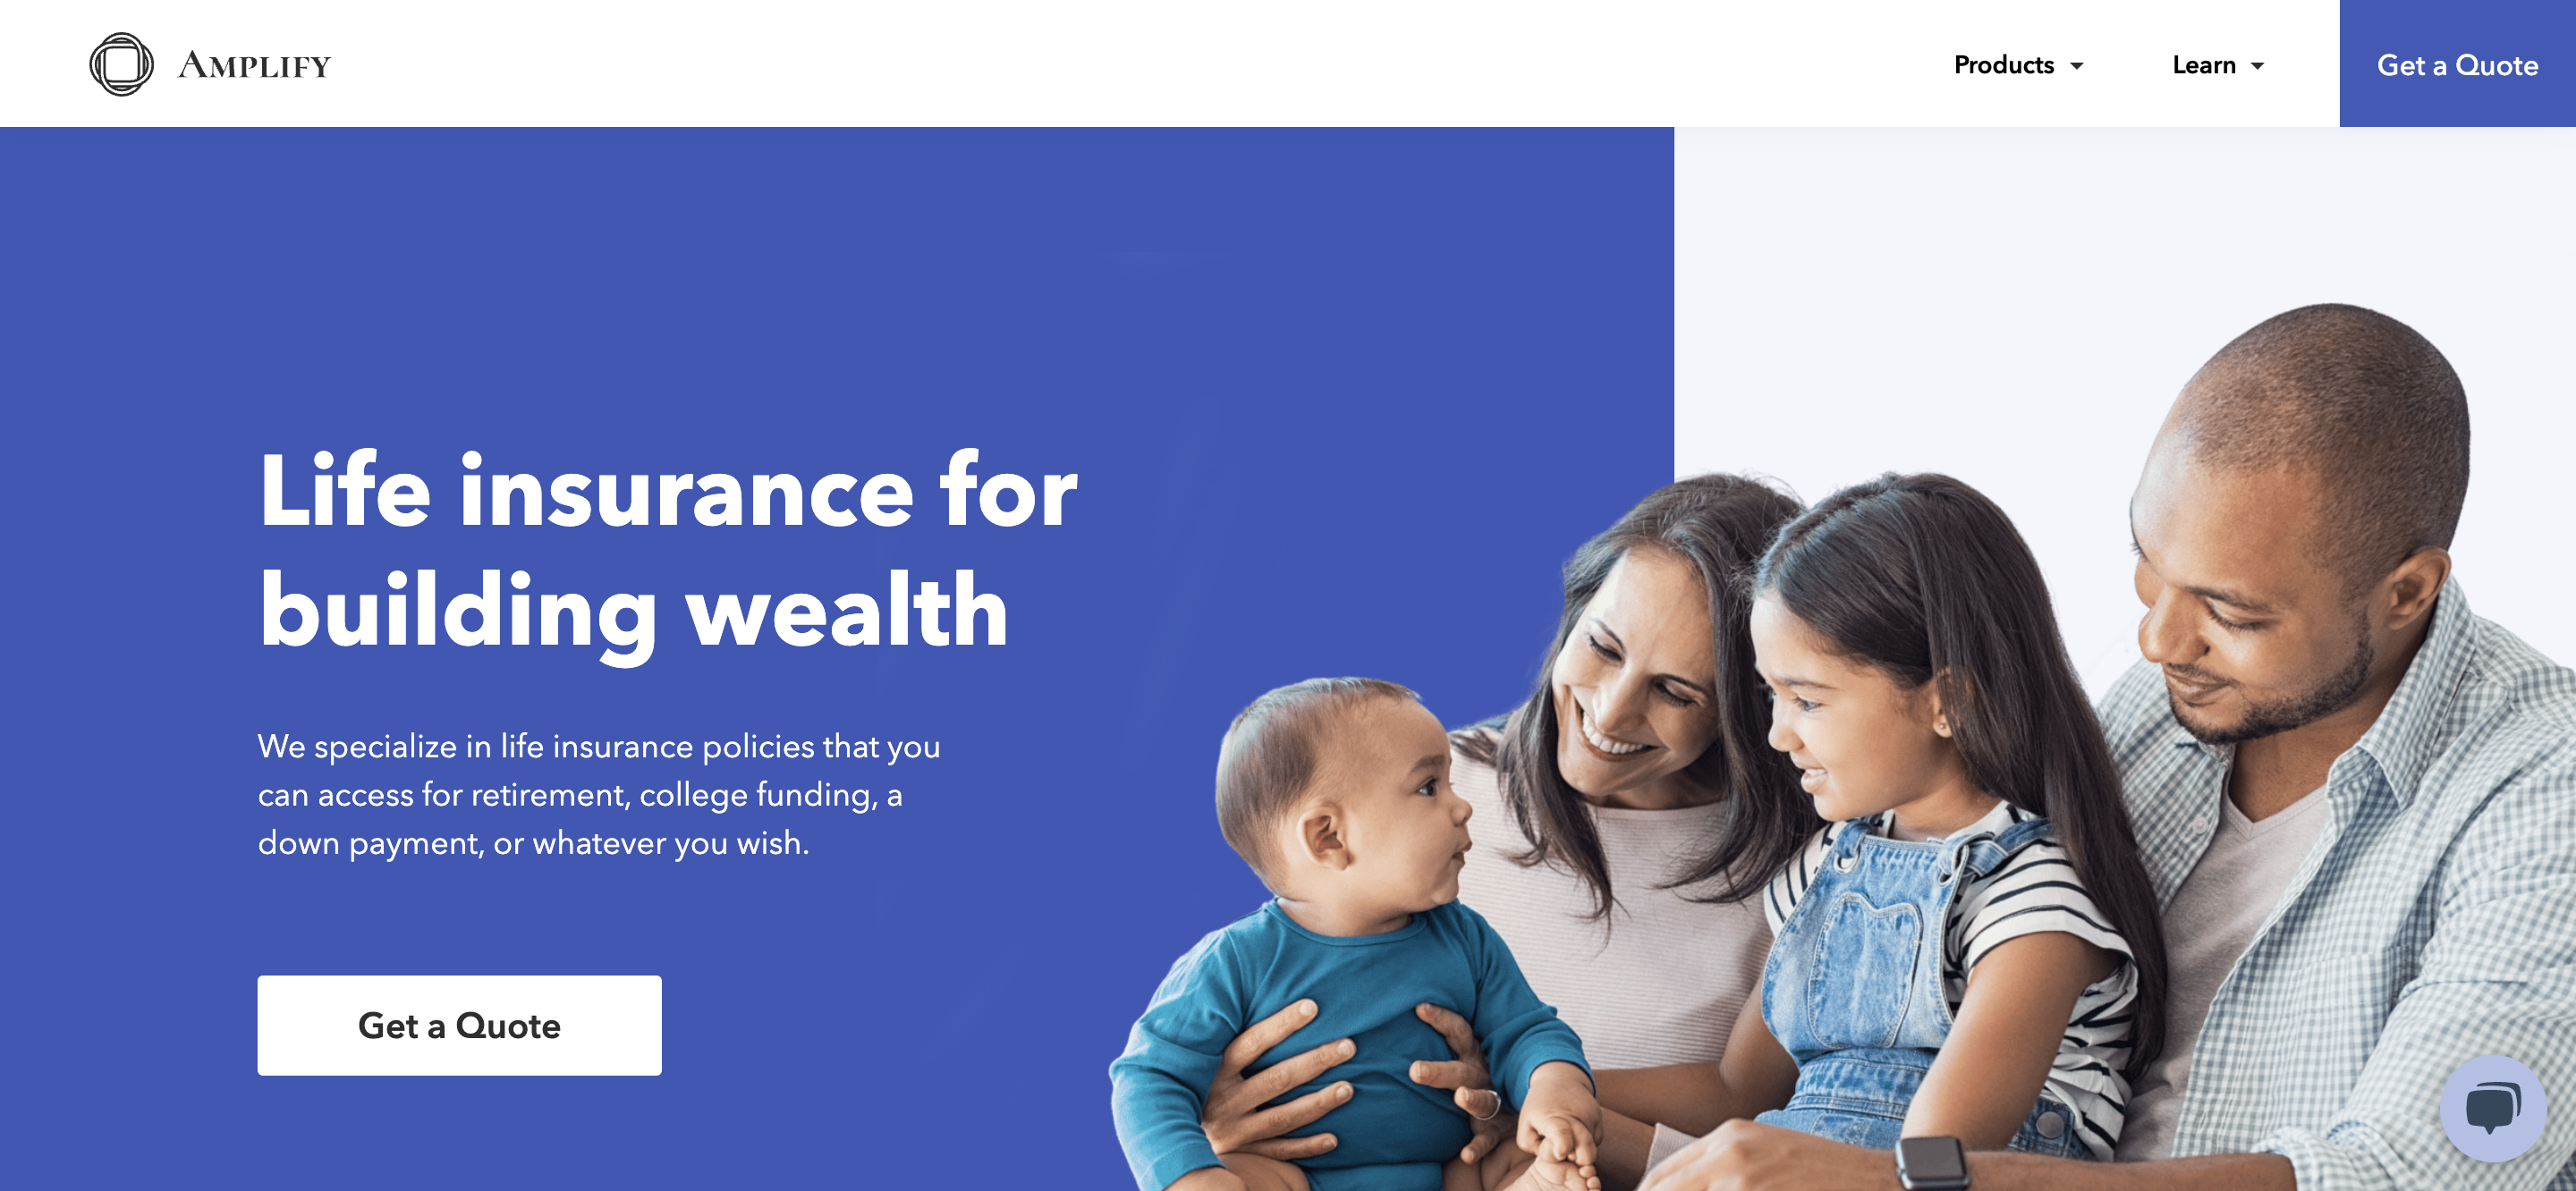 AMPLIFY
Products
Learn
Get a Quote
Life insurance for
building wealth
We specialize in life insurance policies that you
can access for retirement, college funding, a
down payment, or whatever you wish.
Get a Quote